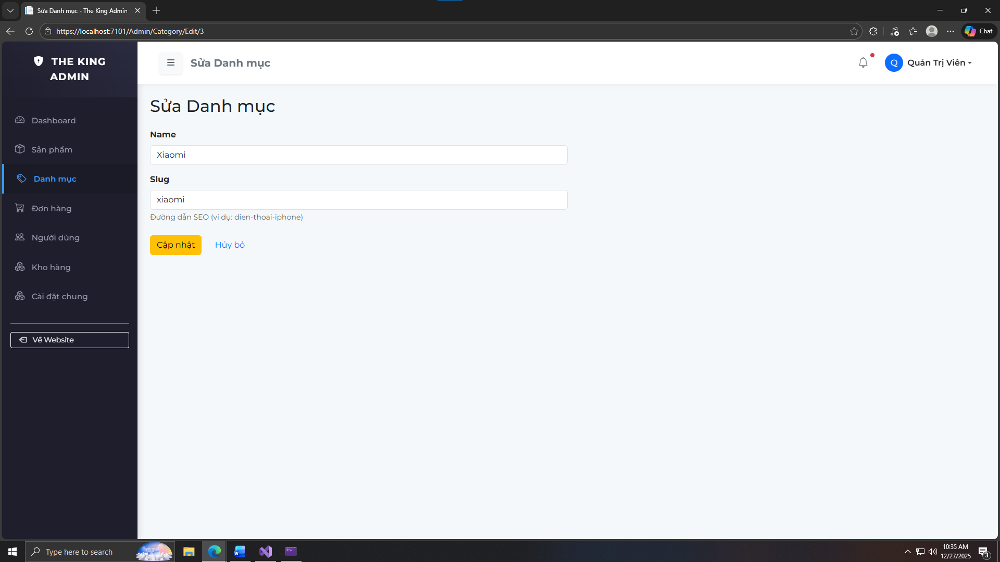 Sửa Danh mục - The King Admin
https://localhost:7101/Admin/Category/Edit/3
Chat
THE KING
ADMIN
Sửa Danh mục
Q
Quản Trị Viên
Dashboard
Sản phẩm
Danh mục
Đơn hàng
Người dùng
Kho hàng
Cài đặt chung
Về Website
Sửa Danh mục
Name
Xiaomi
Slug
xiaomi
Đường dẫn SEO (ví dụ: dien-thoai-iphone)
Cập nhật
Hủy bỏ
Type here to search
10:35 AM
12/27/2025
3